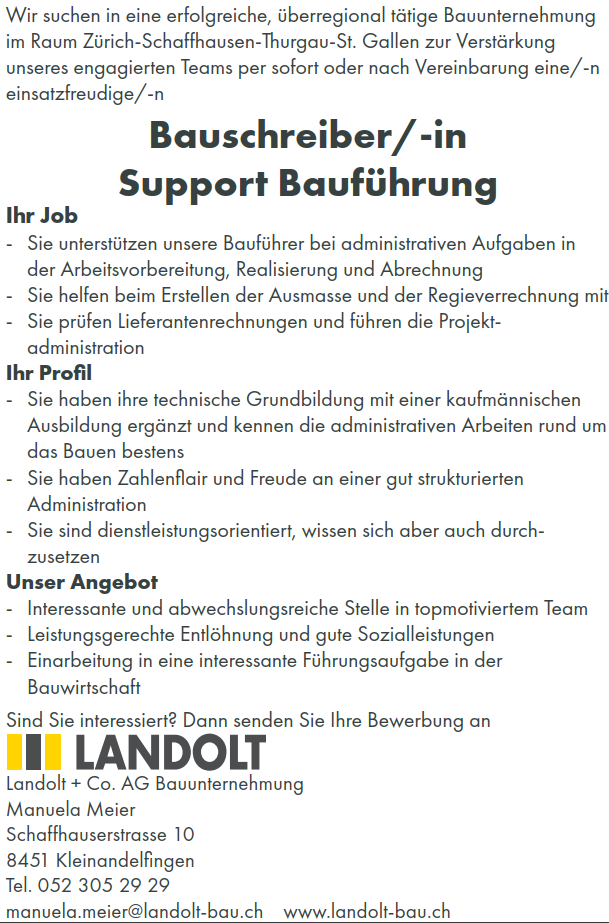 Wir suchen in eine erfolgreiche, überregional tätige Bauunternehmung
im Raum Zürich-Schaffhausen-Thurgau-St. Gallen zur Verstärkung
unseres engagierten Teams per sofort oder nach Vereinbarung eine/-n
einsatzfreudige/-n
Bauschreiber/-in
Support Bauführung
Ihr Job
- Sie unterstützen unsere Bauführer bei administrativen Aufgaben in
der Arbeitsvorbereitung, Realisierung und Abrechnung
- Sie helfen beim Erstellen der Ausmasse und der Regieverrechnung mit
- Sie prüfen Lieferantenrechnungen und führen die Projekt-
administration
Ihr Profil
- Sie haben ihre technische Grundbildung mit einer kaufmännischen
Ausbildung ergänzt und kennen die administrativen Arbeiten rund um
das Bauen bestens
- Sie haben Zahlenflair und Freude an einer gut strukturierten
Administration
- Sie sind dienstleistungsorientiert, wissen sich aber auch durch-
zusetzen
Unser Angebot
- Interessante und abwechslungsreiche Stelle in topmotiviertem Team
- Leistungsgerechte Entlöhnung und gute Sozialleistungen
- Einarbeitung in eine interessante Führungsaufgabe in der
Bauwirtschaft
Sind Sie interessiert? Dann senden Sie Ihre Bewerbung an
LANDOLT
Landolt + Co. AG Bauunternehmung
Manuela Meier
Schaffhauserstrasse 10
8451 Kleinandelfingen
Tel. 052 305 29 29
manuela.meier@landolt-bau.ch www.landolt-bau.ch